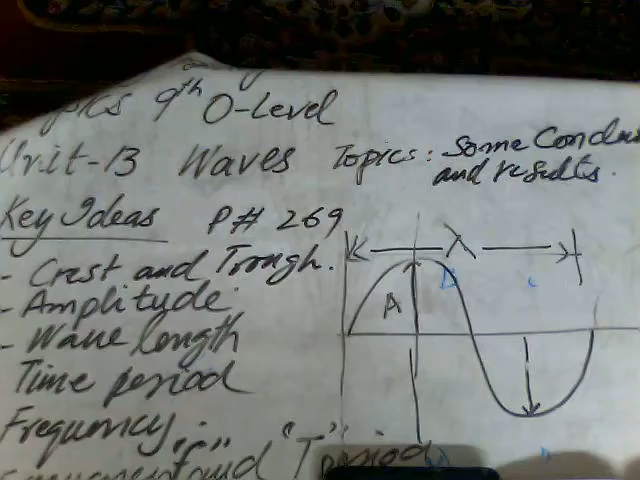 9th O-Level
Unit-13 Waves Topics: Some
and results.
Key Ideas P# 269
- Crest and Trough.
- Amplitude
- Wave length
Time period
Frequency
"f" and "T" period
λ
A